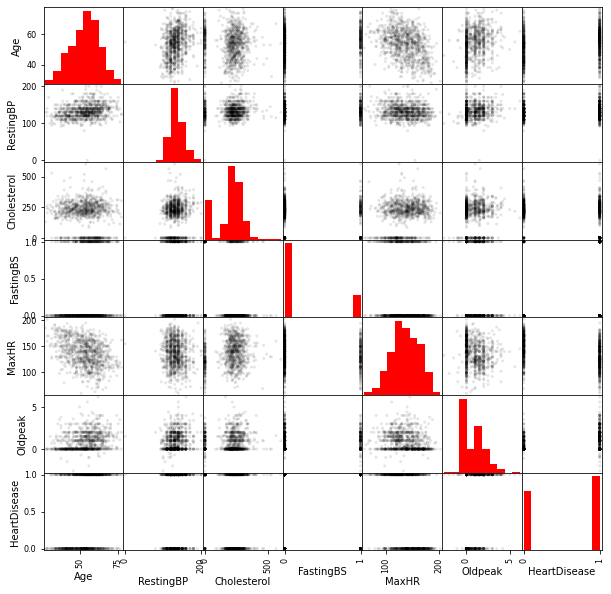 Age
60
40
RestingBP
200
100
0
Cholesterol
500
250
0
FastingBS
1.0
0.5
0.0
MaxHR
200
150
100
Oldpeak
5
0
HeartDisease
1.0
0.5
0.0
50 75 0 200 0 500 0 1 100 200 0 5 0 1
Age RestingBP Cholesterol FastingBS MaxHR Oldpeak HeartDisease